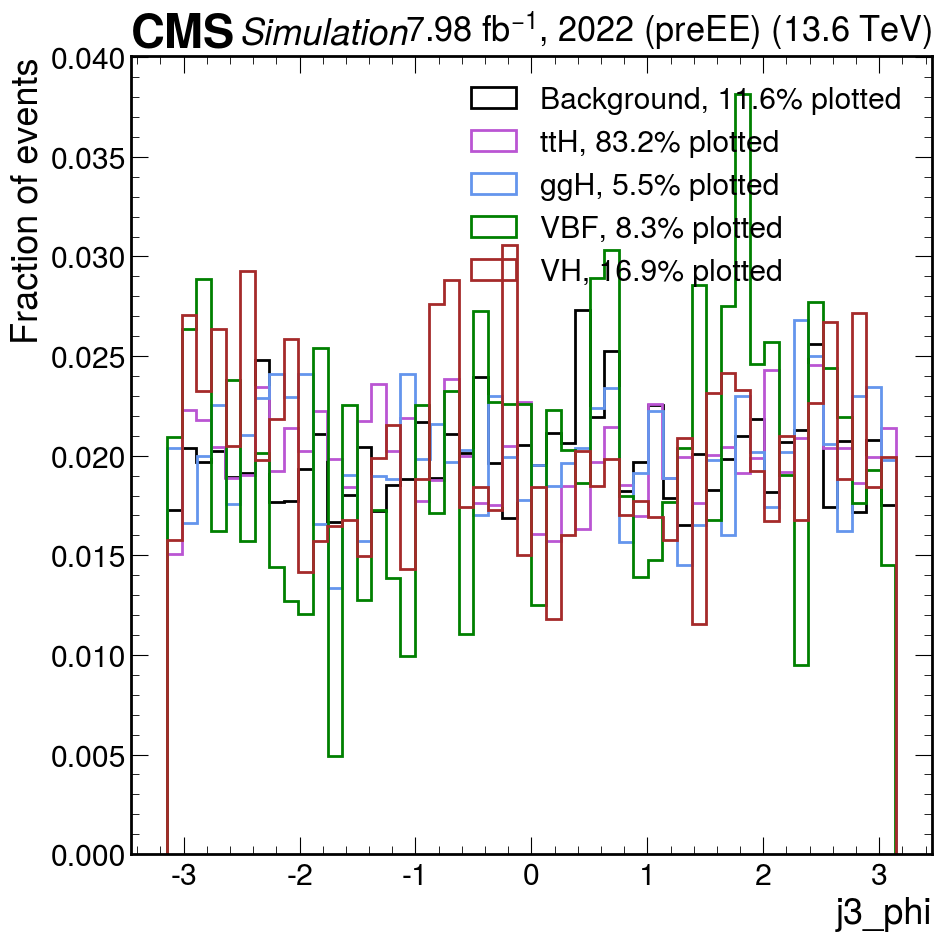 CMS Simulation 7.98 fb⁻¹, 2022 (preEE) (13.6 TeV)
Fraction of events
0.040
0.035
0.030
0.025
0.020
0.015
0.010
0.005
0.000
Background, 11.6% plotted
ttH, 83.2% plotted
ggH, 5.5% plotted
VBF, 8.3% plotted
VH, 16.9% plotted
-3 -2 -1 0 1 2 3
j3_phi